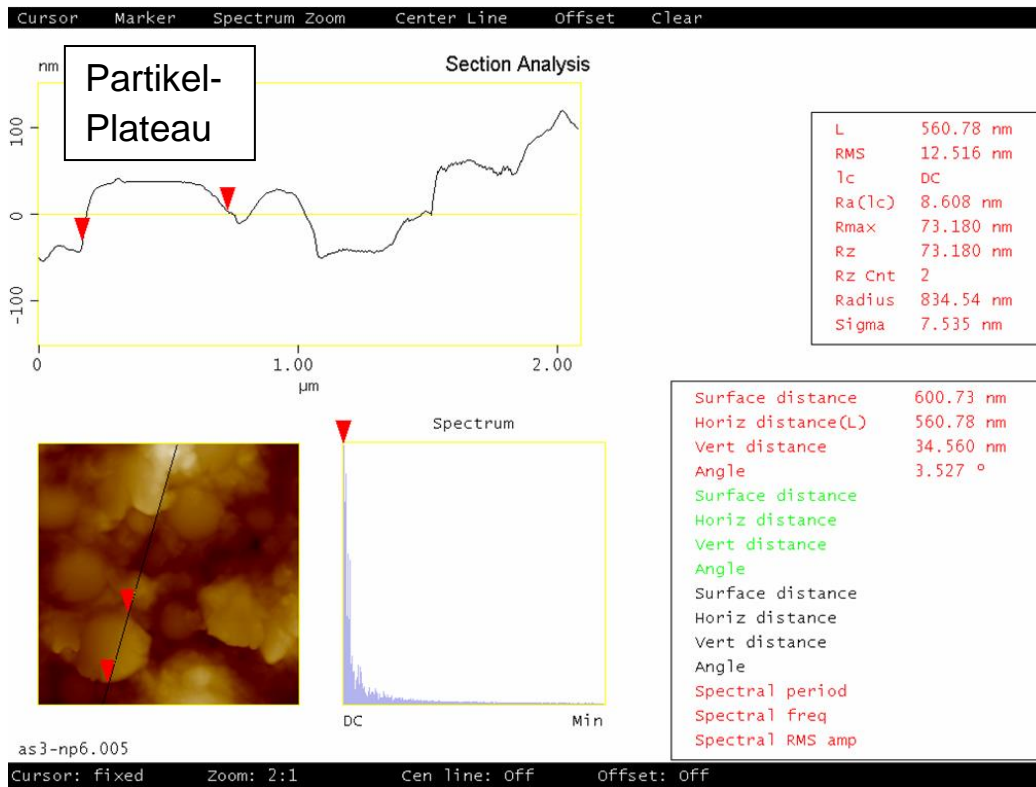 Cursor Marker Spectrum Zoom Center Line Offset Clear
nm
Partikel-
Plateau
Section Analysis
100
0
-100
0 1.00 2.00
µm
L 560.78 nm
RMS 12.516 nm
lc DC
Ra(lc) 8.608 nm
Rmax 73.180 nm
Rz 73.180 nm
Rz Cnt 2
Radius 834.54 nm
Sigma 7.535 nm
Surface distance 600.73 nm
Horiz distance(L) 560.78 nm
Vert distance 34.560 nm
Angle 3.527 °
Surface distance
Horiz distance
Vert distance
Angle
Surface distance
Horiz distance
Vert distance
Angle
Spectral period
Spectral freq
Spectral RMS amp
Spectrum
DC Min
as3-np6.005
Cursor: fixed Zoom: 2:1 Cen line: Off Offset: Off